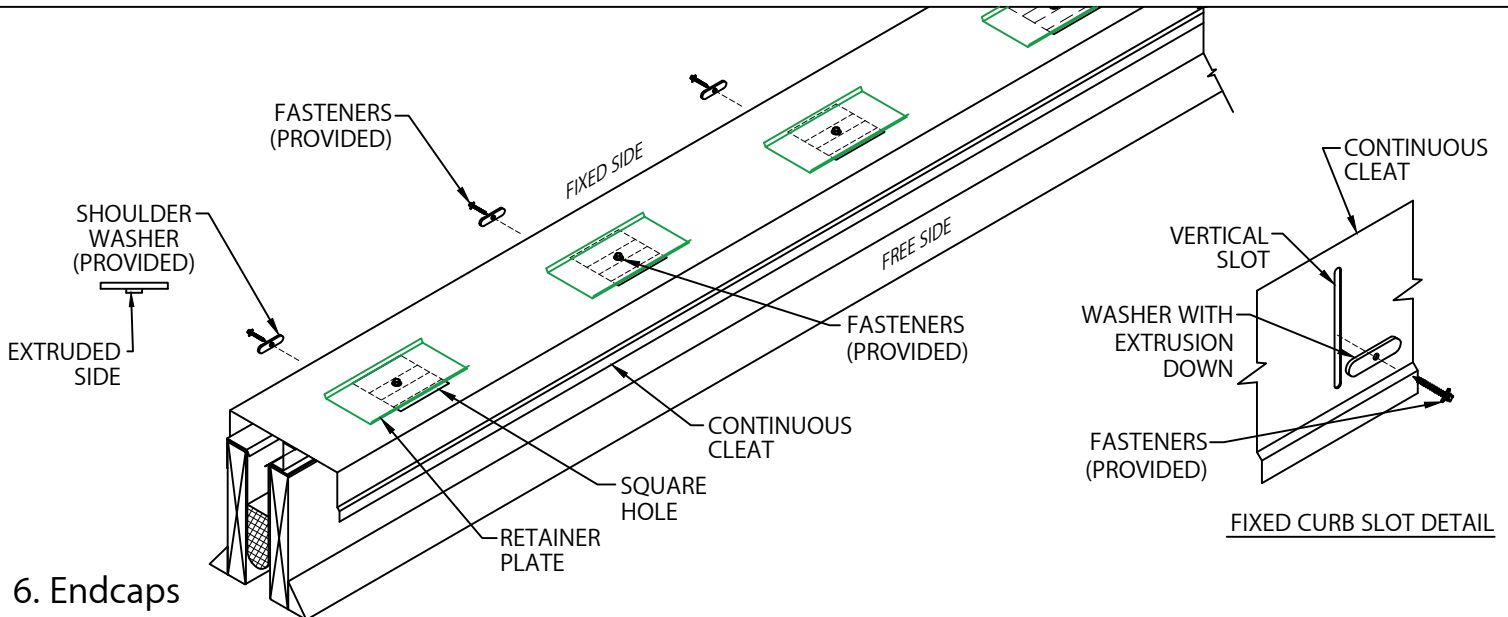 FASTENERS
(PROVIDED)
FIXED SIDE
SHOULDER
WASHER
(PROVIDED)
EXTRUDED
SIDE
FREE SIDE
FASTENERS
(PROVIDED)
CONTINUOUS
CLEAT
SQUARE
HOLE
RETAINER
PLATE
CONTINUOUS
CLEAT
VERTICAL
SLOT
WASHER WITH
EXTRUSION
DOWN
FASTENERS
(PROVIDED)
FIXED CURB SLOT DETAIL
6. Endcaps